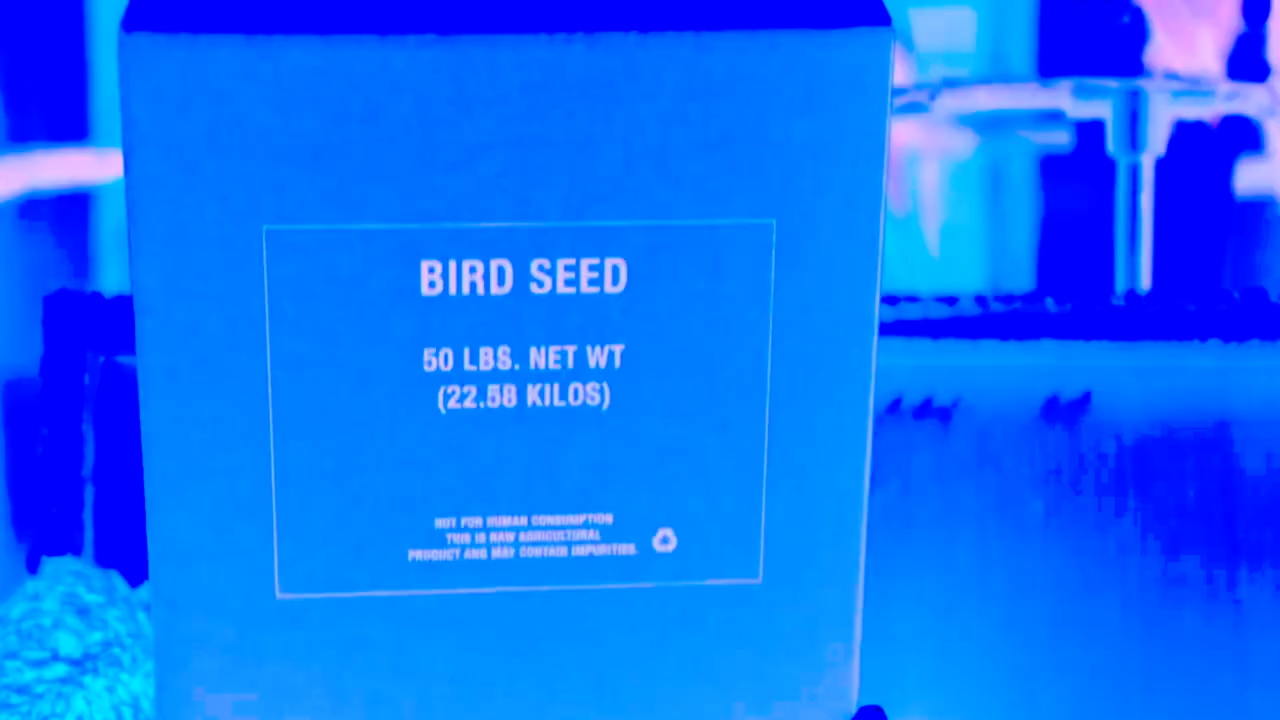 BIRD SEED
50 LBS. NET WT
(22.58 KILOS)
NOT FOR HUMAN CONSUMPTION
THIS IS RAW AGRICULTURAL
PRODUCT AND MAY CONTAIN IMPURITIES.